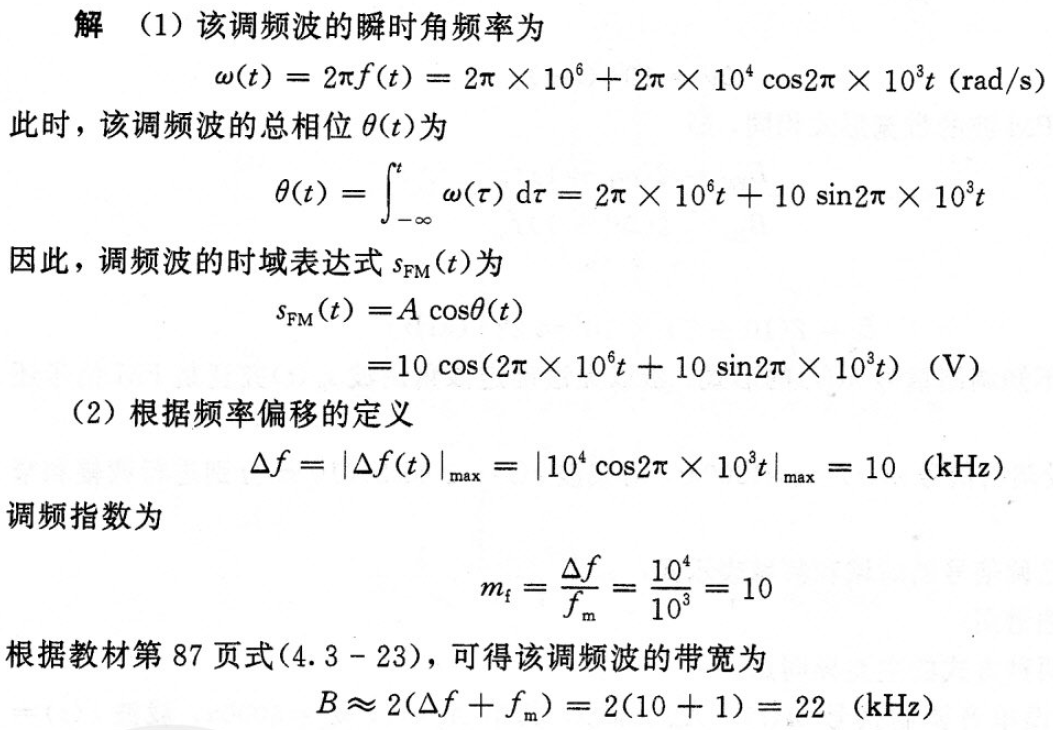 解 （1）该调频波的瞬时角频率为
ω(t) = 2πf(t) = 2π × 10⁶ + 2π × 10⁴ cos2π × 10³t (rad/s)
此时，该调频波的总相位 θ(t)为
θ(t) = ∫₋∞ᵗ ω(τ) dτ = 2π × 10⁶t + 10 sin2π × 10³t
因此，调频波的时域表达式 s_FM(t)为
s_FM(t) = A cosθ(t)
= 10 cos(2π × 10⁶t + 10 sin2π × 10³t) (V)
（2）根据频率偏移的定义
Δf = |Δf(t)|_max = |10⁴ cos2π × 10³t|_max = 10 (kHz)
调频指数为
m_f = Δf/f_m = 10⁴/10³ = 10
根据教材第 87 页式(4.3-23)，可得该调频波的带宽为
B ≈ 2(Δf + f_m) = 2(10 + 1) = 22 (kHz)